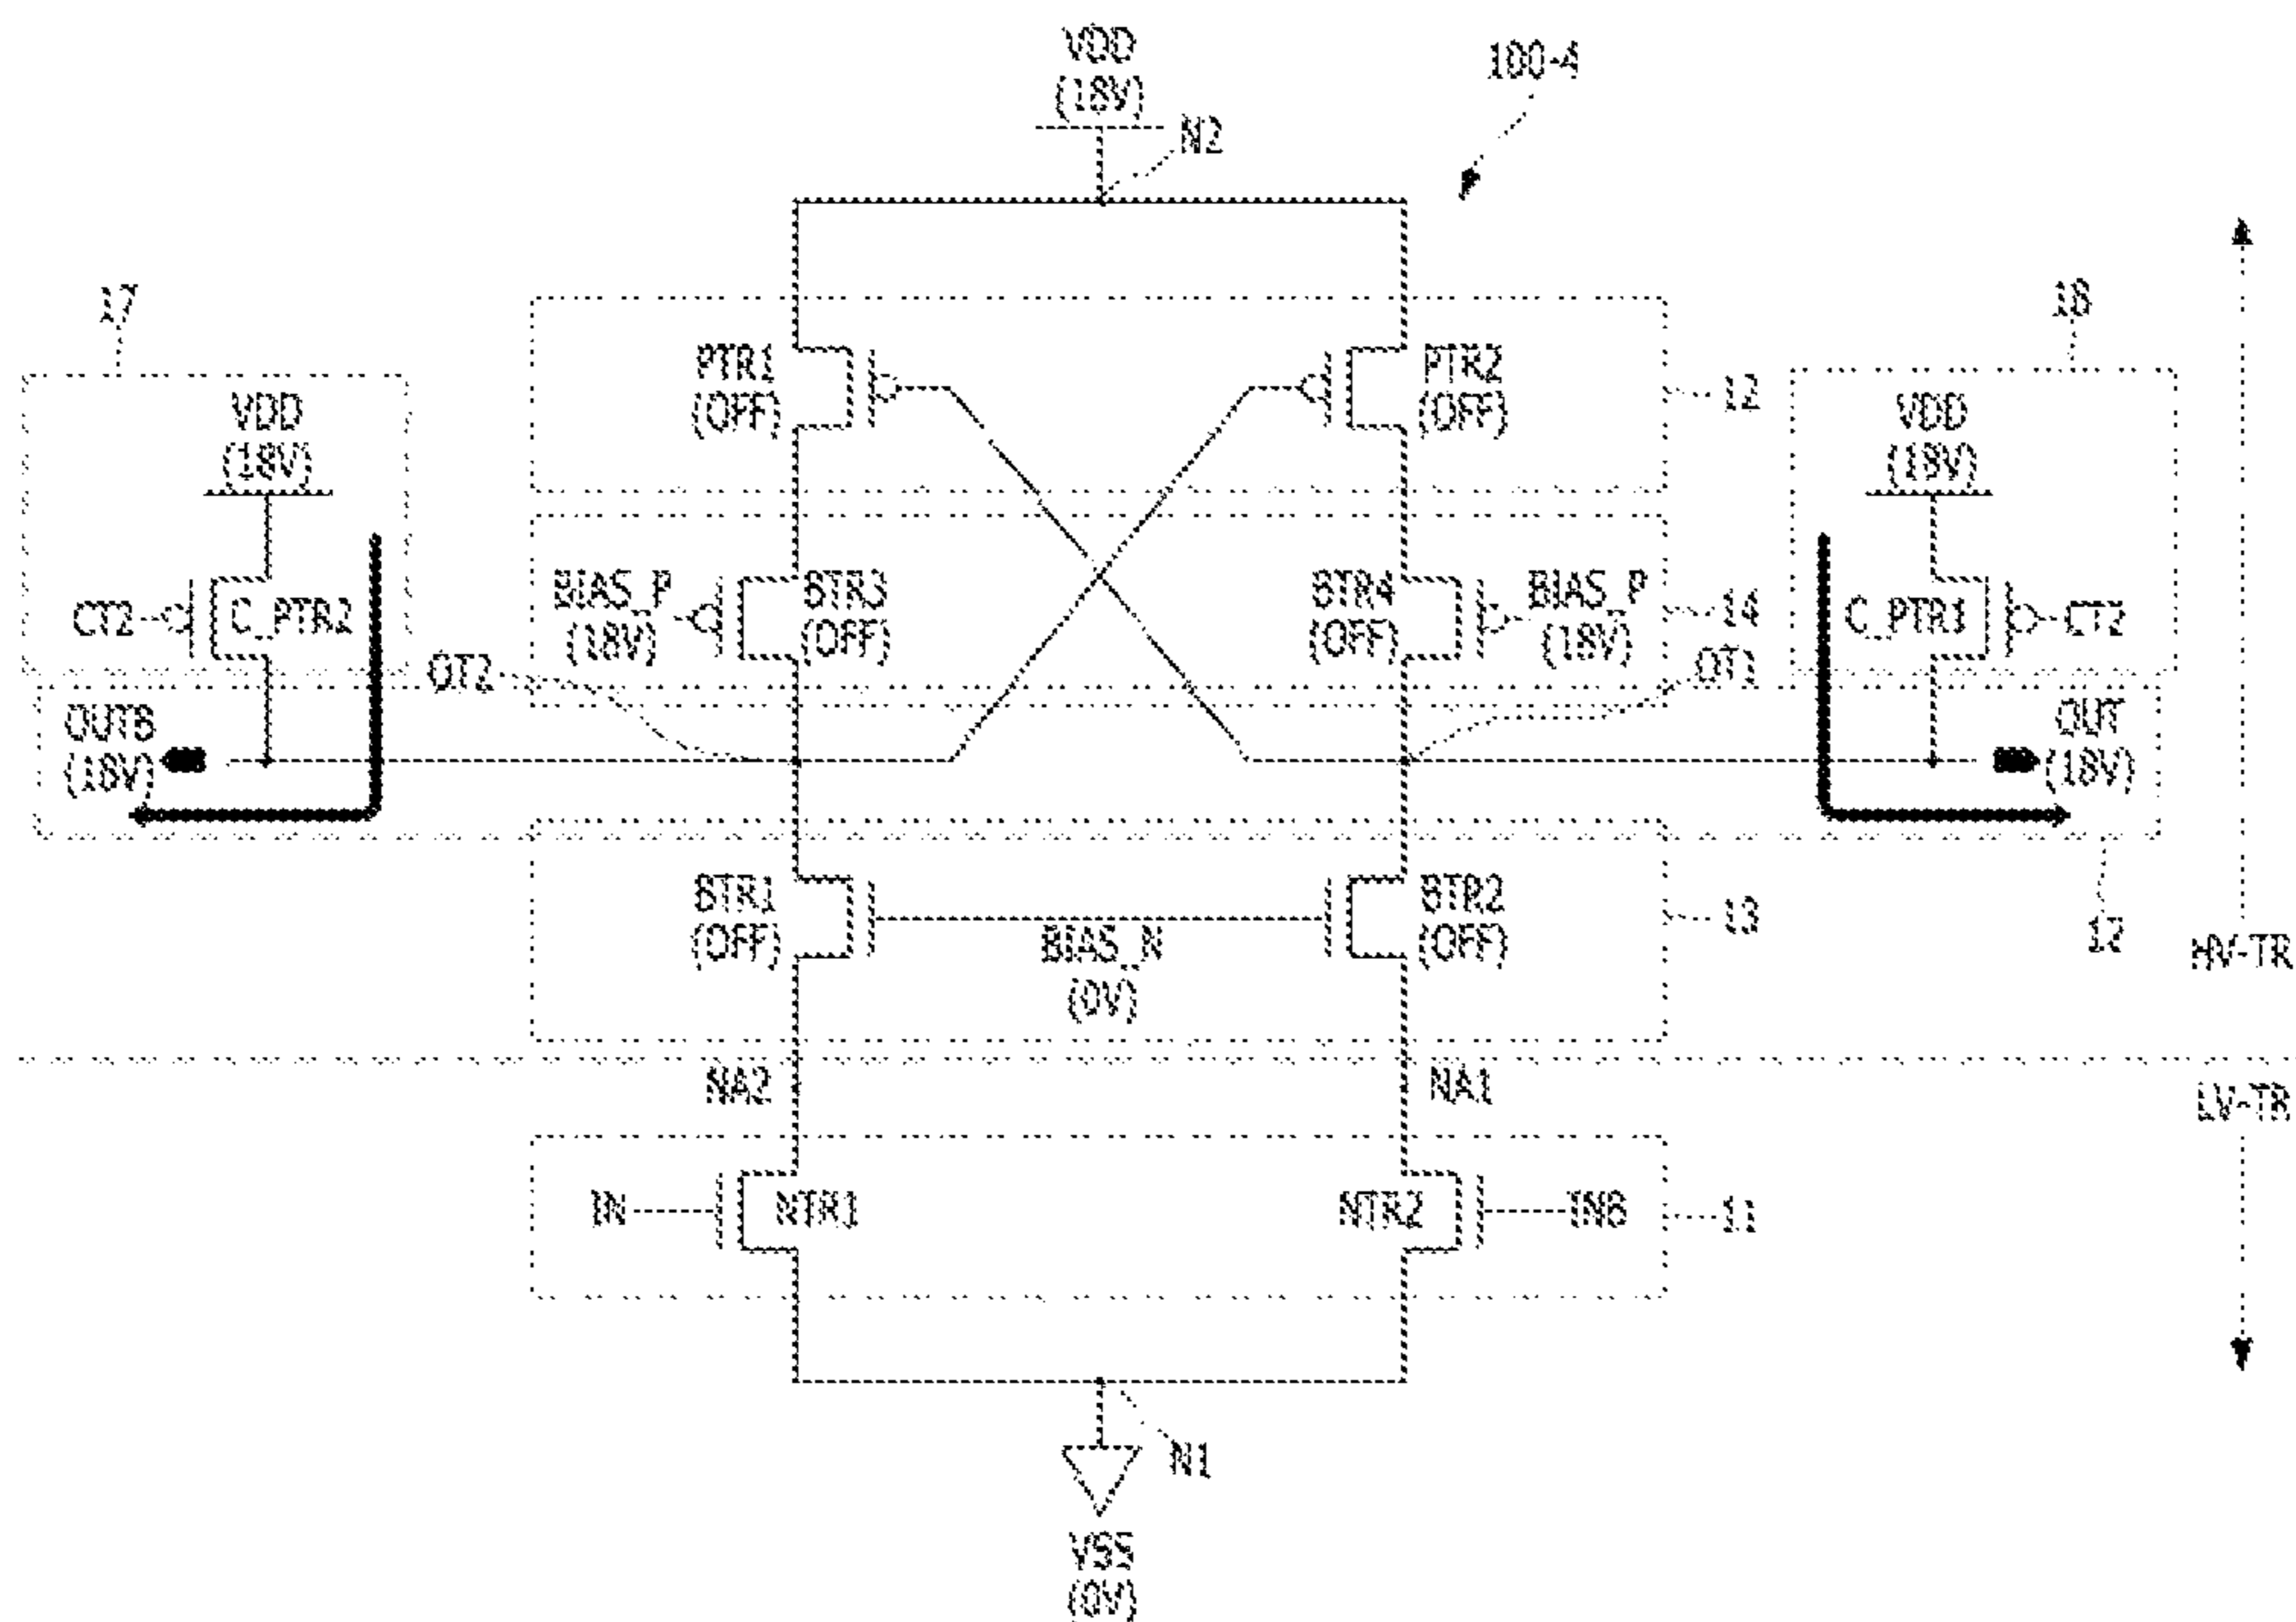 VDD
(18V)
100-4
N2
17
18
PTR1
(OFF)
PTR2
(OFF)
12
VDD
(18V)
VDD
(18V)
CT2
C_PTR2
BIAS_P
(18V)
BTR3
(OFF)
BTR4
(OFF)
BIAS_P
(18V)
14
C_PTR1
CT2
OT2
OT1
OUTB
(18V)
OUT
(18V)
BTR1
(OFF)
BIAS_N
(0V)
BTR2
(OFF)
13
12
HV-TR
NA2
NA1
LV-TR
IN
NTR1
NTR2
INB
11
N1
VSS
(0V)